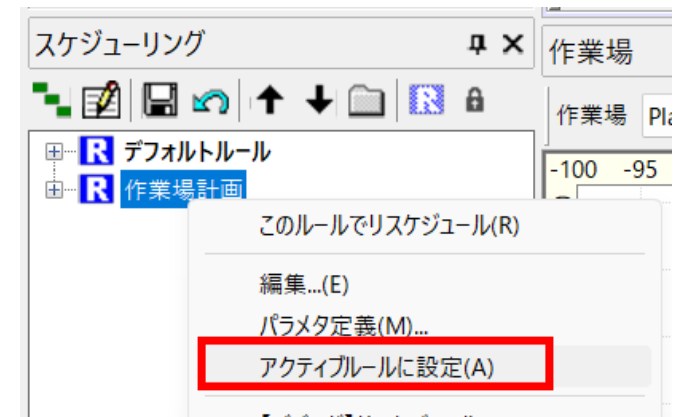 スケジューリング
作業場
作業場 Pla
デフォルトルール
-100 -95
作業場計画
このルールでリスケジュール(R)
編集...(E)
パラメタ定義(M)...
アクティブルールに設定(A)